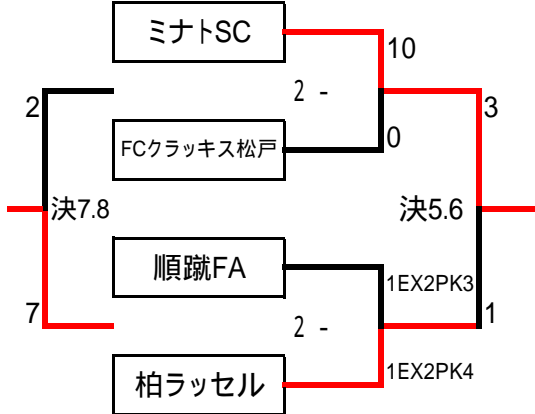 ミナトSC
10
2 -
2
3
0
FCクラッキス松戸
決7.8
決5.6
順蹴FA
1EX2PK3
7
2 -
1
1EX2PK4
柏ラッセル